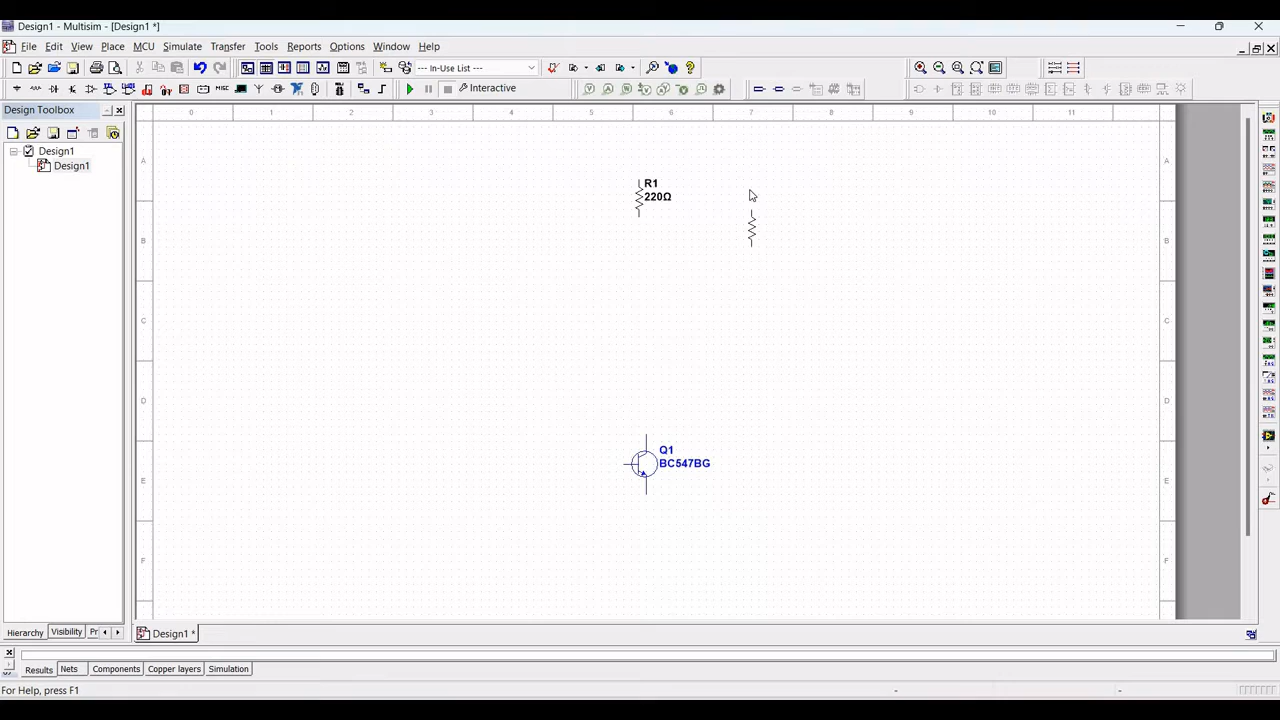 Design1 - Multisim - [Design1 *]
File Edit View Place MCU Simulate Transfer Tools Reports Options Window Help
--- In-Use List ---
Interactive
Design Toolbox
0 1 2 3 4 5 6 7 8 9 10 11
Design1
Design1
A A
R1
220Ω
B B
C C
D D
Q1
BC547BG
E E
F F
Hierarchy Visibility Pr
Design1 *
Results Nets Components Copper layers Simulation
For Help, press F1 - -